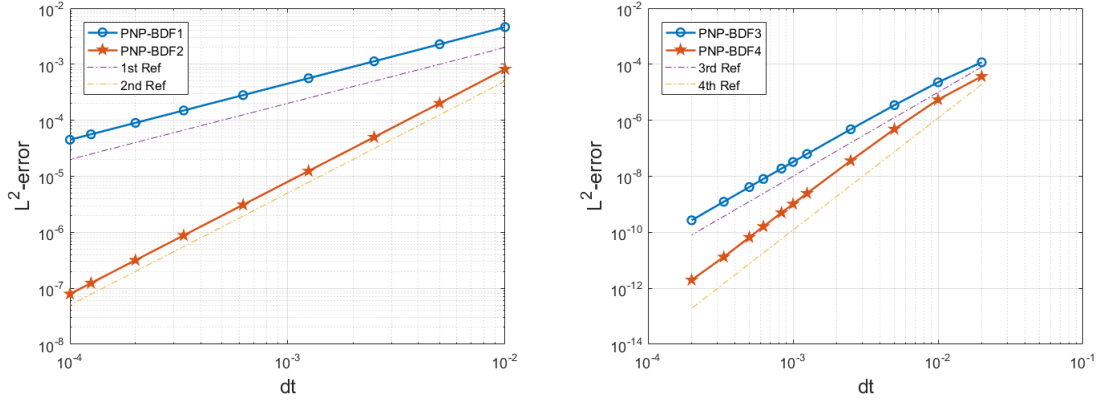 10^-2
10^-3
10^-4
10^-5
10^-6
10^-7
10^-8
L^2-error
PNP-BDF1
PNP-BDF2
1st Ref
2nd Ref
10^-4
10^-3
10^-2
dt
10^-2
10^-4
10^-6
10^-8
10^-10
10^-12
10^-14
L^2-error
PNP-BDF3
PNP-BDF4
3rd Ref
4th Ref
10^-4
10^-3
10^-2
10^-1
dt